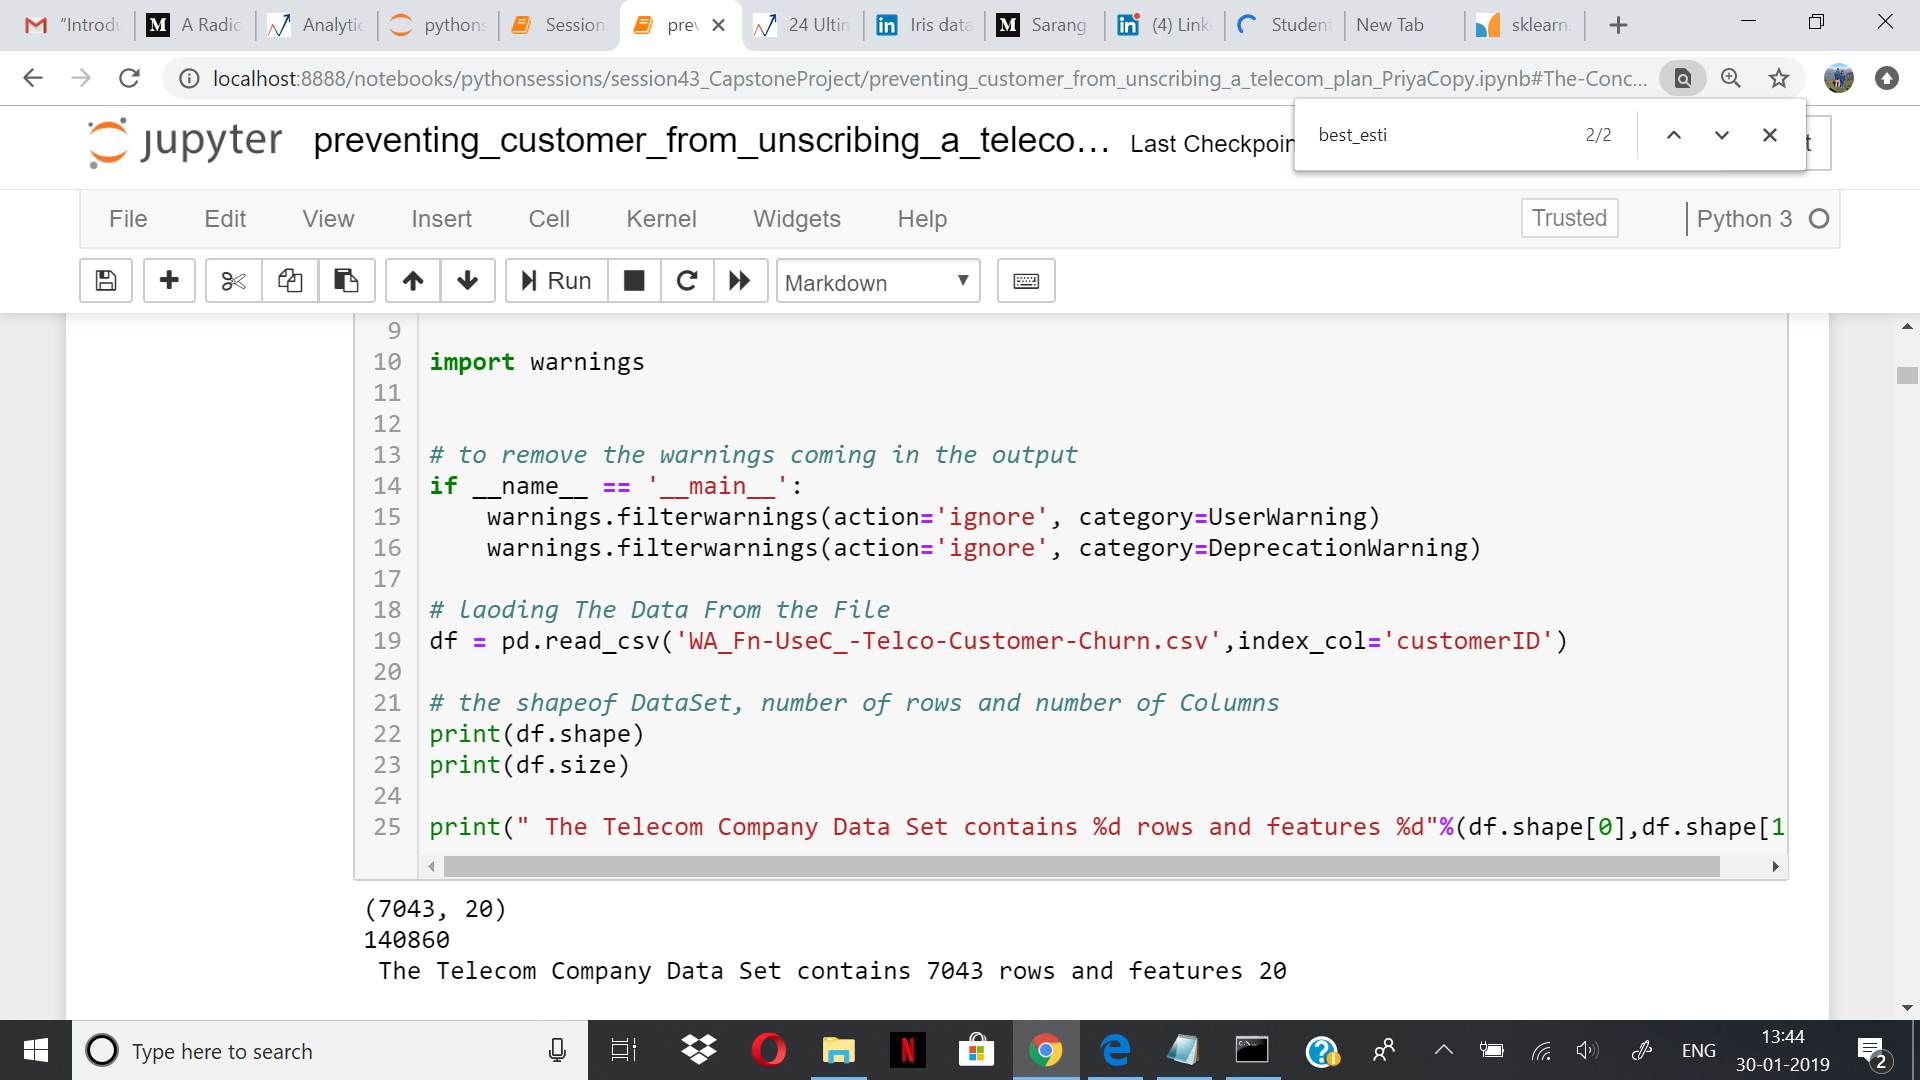 "Introdu
A Radic
Analytic
python
Session
prev
24 Ultin
Iris data
Sarang
(4) Link
Student
New Tab
sklearn.
localhost:8888/notebooks/pythonsessions/session43_CapstoneProject/preventing_customer_from_unscribing_a_telecom_plan_PriyaCopy.ipynb#The-Conc...
best_esti 2/2
jupyter preventing_customer_from_unscribing_a_teleco... Last Checkpoin
File Edit View Insert Cell Kernel Widgets Help Trusted Python 3
Run Markdown
9
10 import warnings
11
12
13 # to remove the warnings coming in the output
14 if __name__ == '__main__':
15 warnings.filterwarnings(action='ignore', category=UserWarning)
16 warnings.filterwarnings(action='ignore', category=DeprecationWarning)
17
18 # laoding The Data From the File
19 df = pd.read_csv('WA_Fn-UseC_-Telco-Customer-Churn.csv',index_col='customerID')
20
21 # the shapeof DataSet, number of rows and number of Columns
22 print(df.shape)
23 print(df.size)
24
25 print(" The Telecom Company Data Set contains %d rows and features %d"%(df.shape[0],df.shape[1
(7043, 20)
140860
The Telecom Company Data Set contains 7043 rows and features 20
Type here to search
ENG
13:44
30-01-2019
2